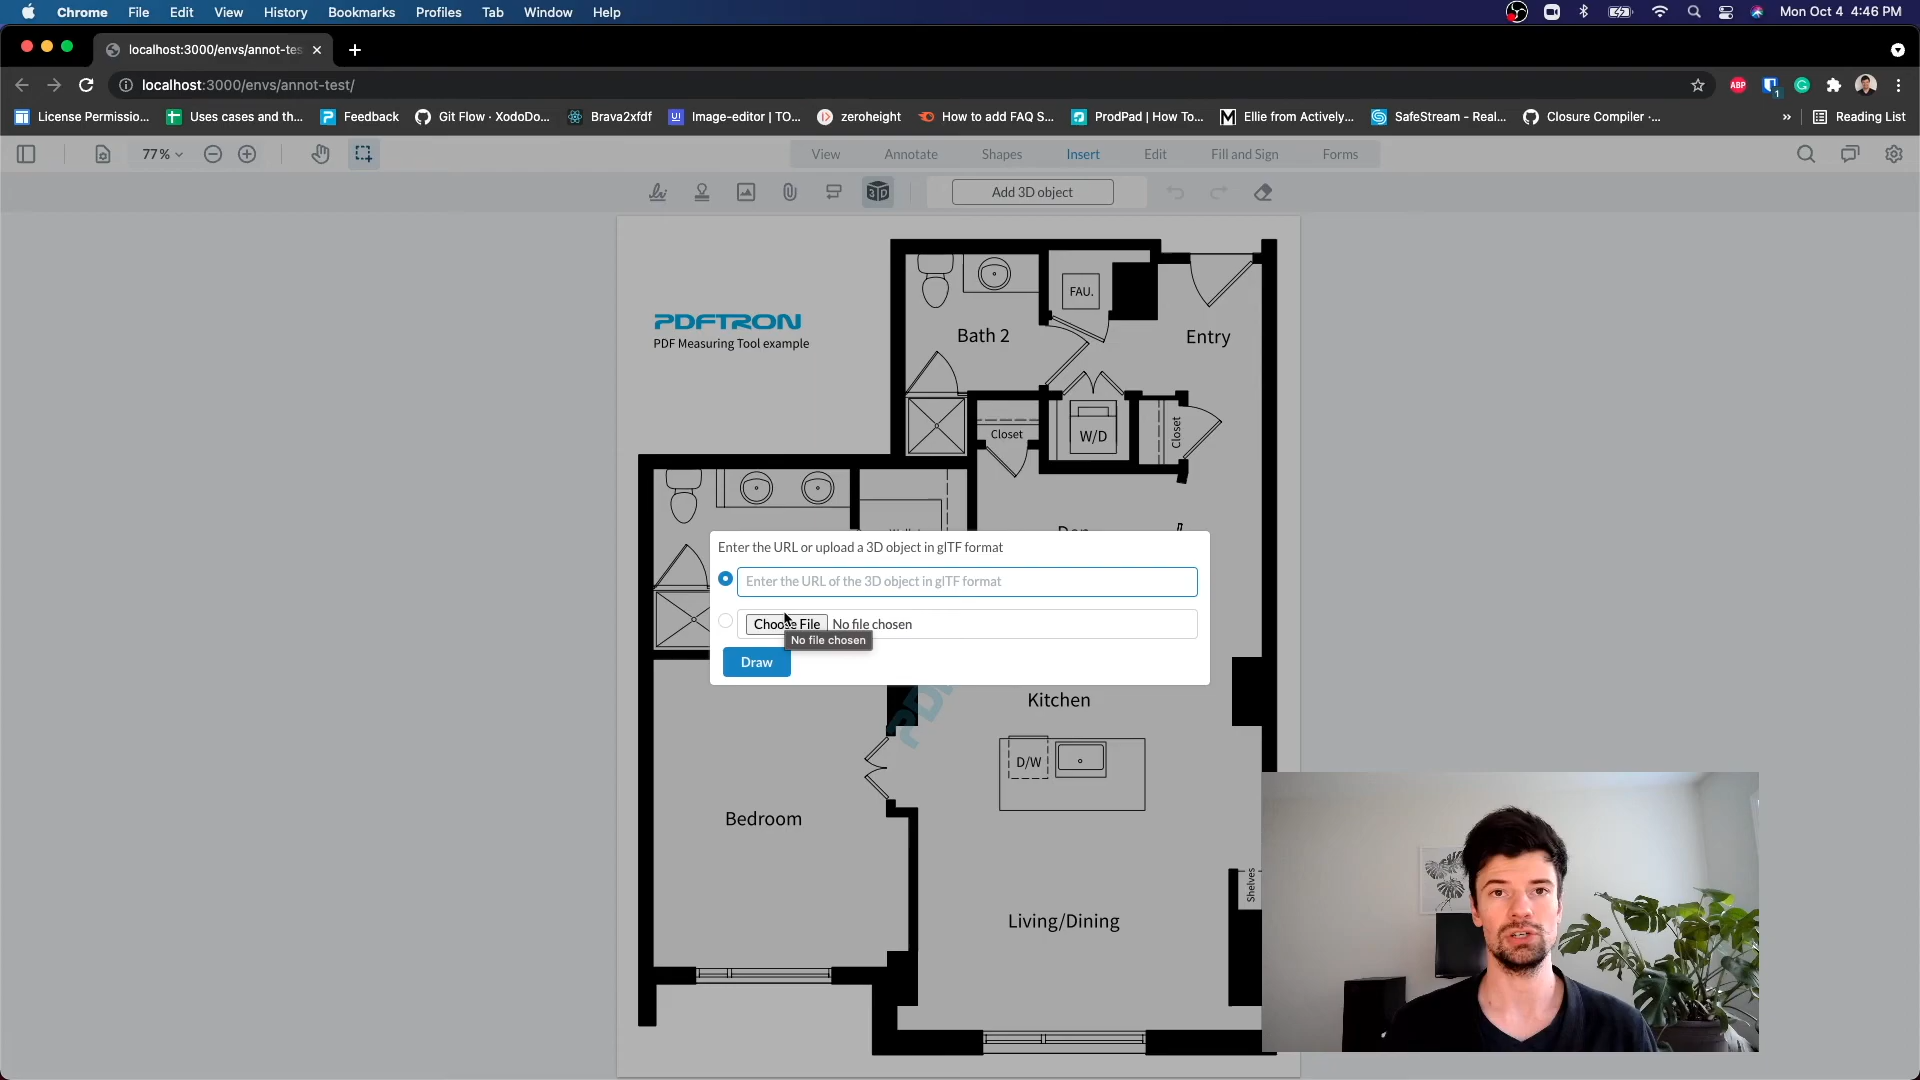 Chrome File Edit View History Bookmarks Profiles Tab Window Help Mon Oct 4 4:46 PM
localhost:3000/envs/annot-tes
localhost:3000/envs/annot-test/
ABP
1
License Permissio... Uses cases and th... Feedback Git Flow · XodoDo... Brava2xfdf Image-editor | TO... zeroheight How to add FAQ S... ProdPad | How To... Ellie from Actively... SafeStream - Real... Closure Compiler ·... » Reading List
77% View Annotate Shapes Insert Edit Fill and Sign Forms
3D Add 3D object
PDFTRON
PDF Measuring Tool example
FAU.
Bath 2
Entry
Closet
W/D
Closet
Enter the URL or upload a 3D object in glTF format
Enter the URL of the 3D object in glTF format
Choose File No file chosen
No file chosen
Draw
Kitchen
D/W
Bedroom
Shelves
Living/Dining